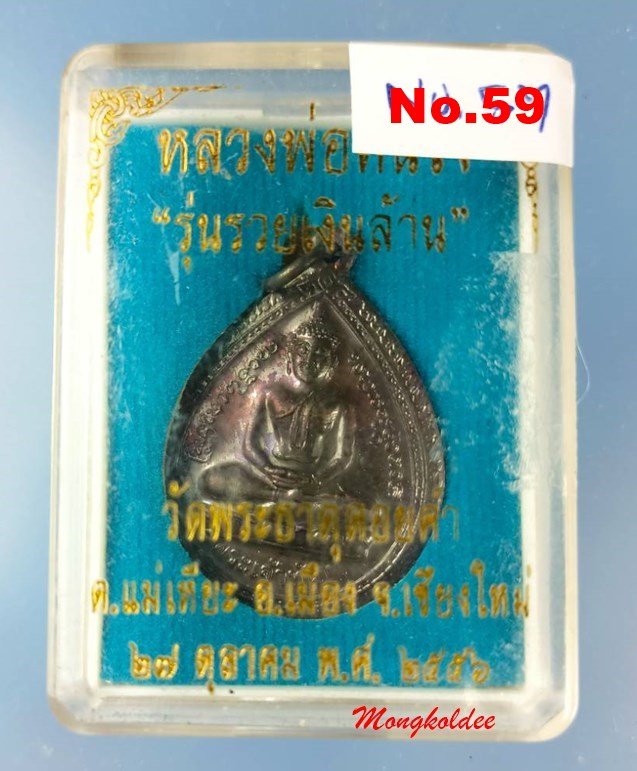 No.59
หลวงพ่อทันใจ
“รุ่นรวยเงินล้าน”
วัดพระธาตุดอยคำ
ต.แม่เหียะ อ.เมือง จ.เชียงใหม่
๒๗ ตุลาคม พ.ศ. ๒๕๕๖
Mongkoldee